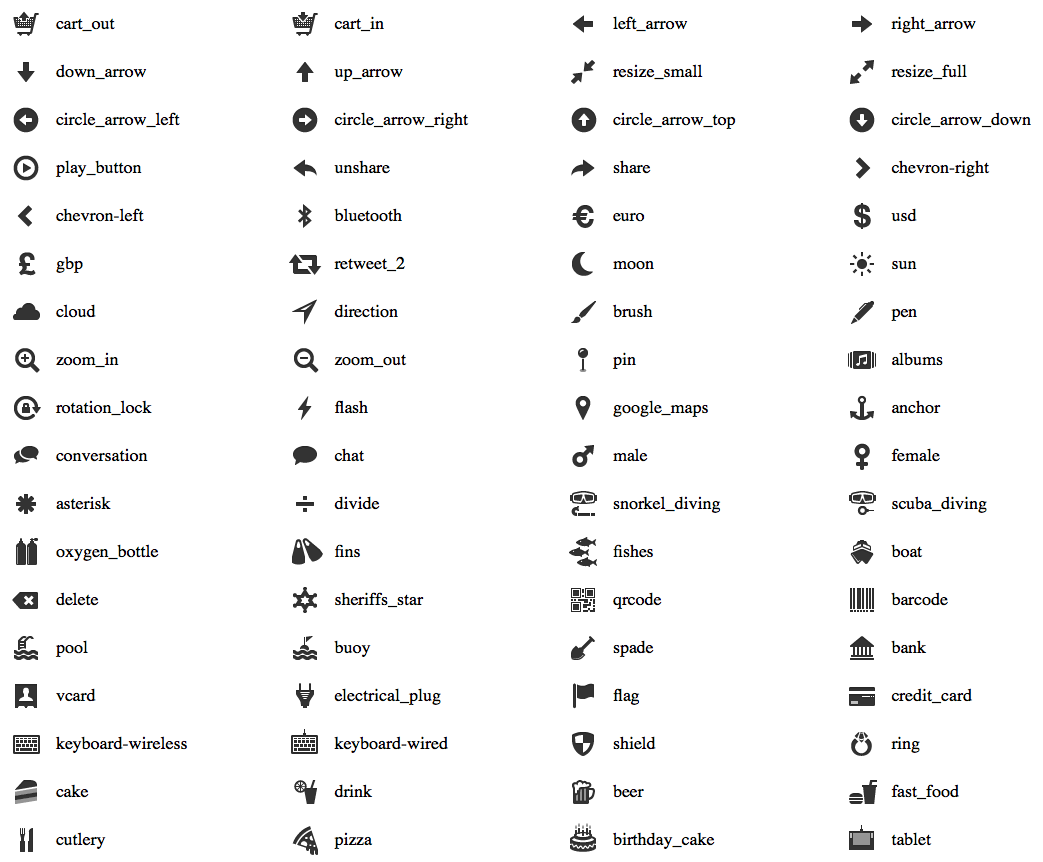 cart_out cart_in left_arrow right_arrow
down_arrow up_arrow resize_small resize_full
circle_arrow_left circle_arrow_right circle_arrow_top circle_arrow_down
play_button unshare share chevron-right
chevron-left bluetooth euro usd
gbp retweet_2 moon sun
cloud direction brush pen
zoom_in zoom_out pin albums
rotation_lock flash google_maps anchor
conversation chat male female
asterisk divide snorkel_diving scuba_diving
oxygen_bottle fins fishes boat
delete sheriffs_star qrcode barcode
pool buoy spade bank
vcard electrical_plug flag credit_card
keyboard-wireless keyboard-wired shield ring
cake drink beer fast_food
cutlery pizza birthday_cake tablet